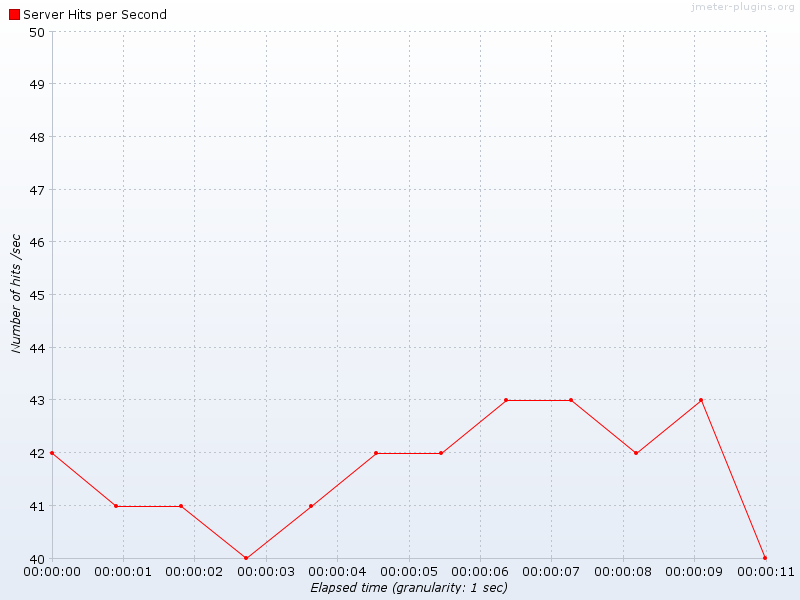 jmeter-plugins.org
Server Hits per Second
50
49
48
47
46
45
44
43
42
41
40
Number of hits /sec
00:00:00 00:00:01 00:00:02 00:00:03 00:00:04 00:00:05 00:00:06 00:00:07 00:00:08 00:00:09 00:00:11
Elapsed time (granularity: 1 sec)